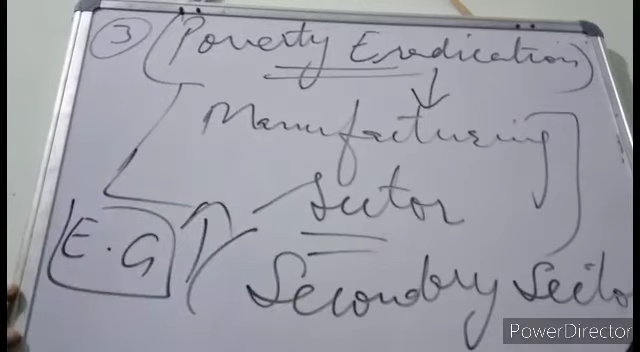 ③ (Poverty Eradication)
Manufacturing
Sector
E.G
Secondary Secto
PowerDirector